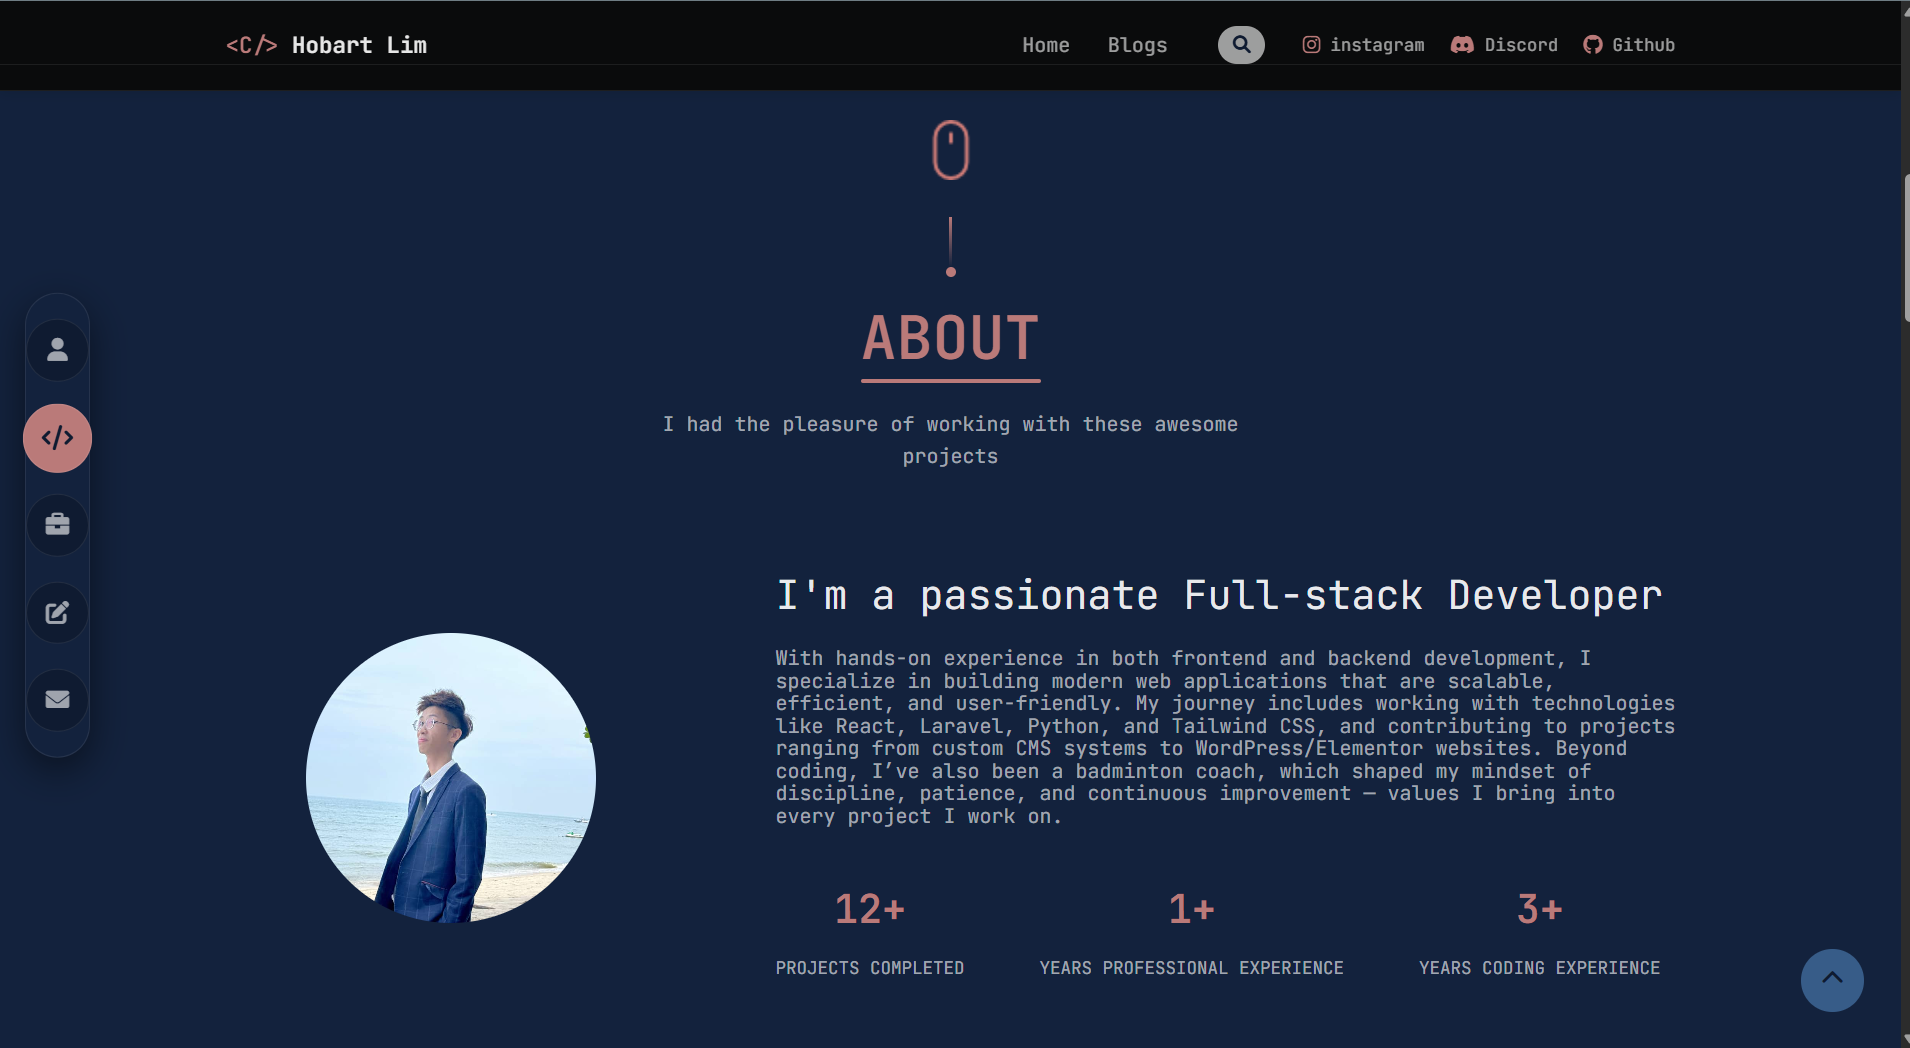 <C/> Hobart Lim
Home Blogs instagram Discord Github
ABOUT
I had the pleasure of working with these awesome
projects
I'm a passionate Full-stack Developer
With hands-on experience in both frontend and backend development, I
specialize in building modern web applications that are scalable,
efficient, and user-friendly. My journey includes working with technologies
like React, Laravel, Python, and Tailwind CSS, and contributing to projects
ranging from custom CMS systems to WordPress/Elementor websites. Beyond
coding, I’ve also been a badminton coach, which shaped my mindset of
discipline, patience, and continuous improvement — values I bring into
every project I work on.
12+ 1+ 3+
PROJECTS COMPLETED YEARS PROFESSIONAL EXPERIENCE YEARS CODING EXPERIENCE